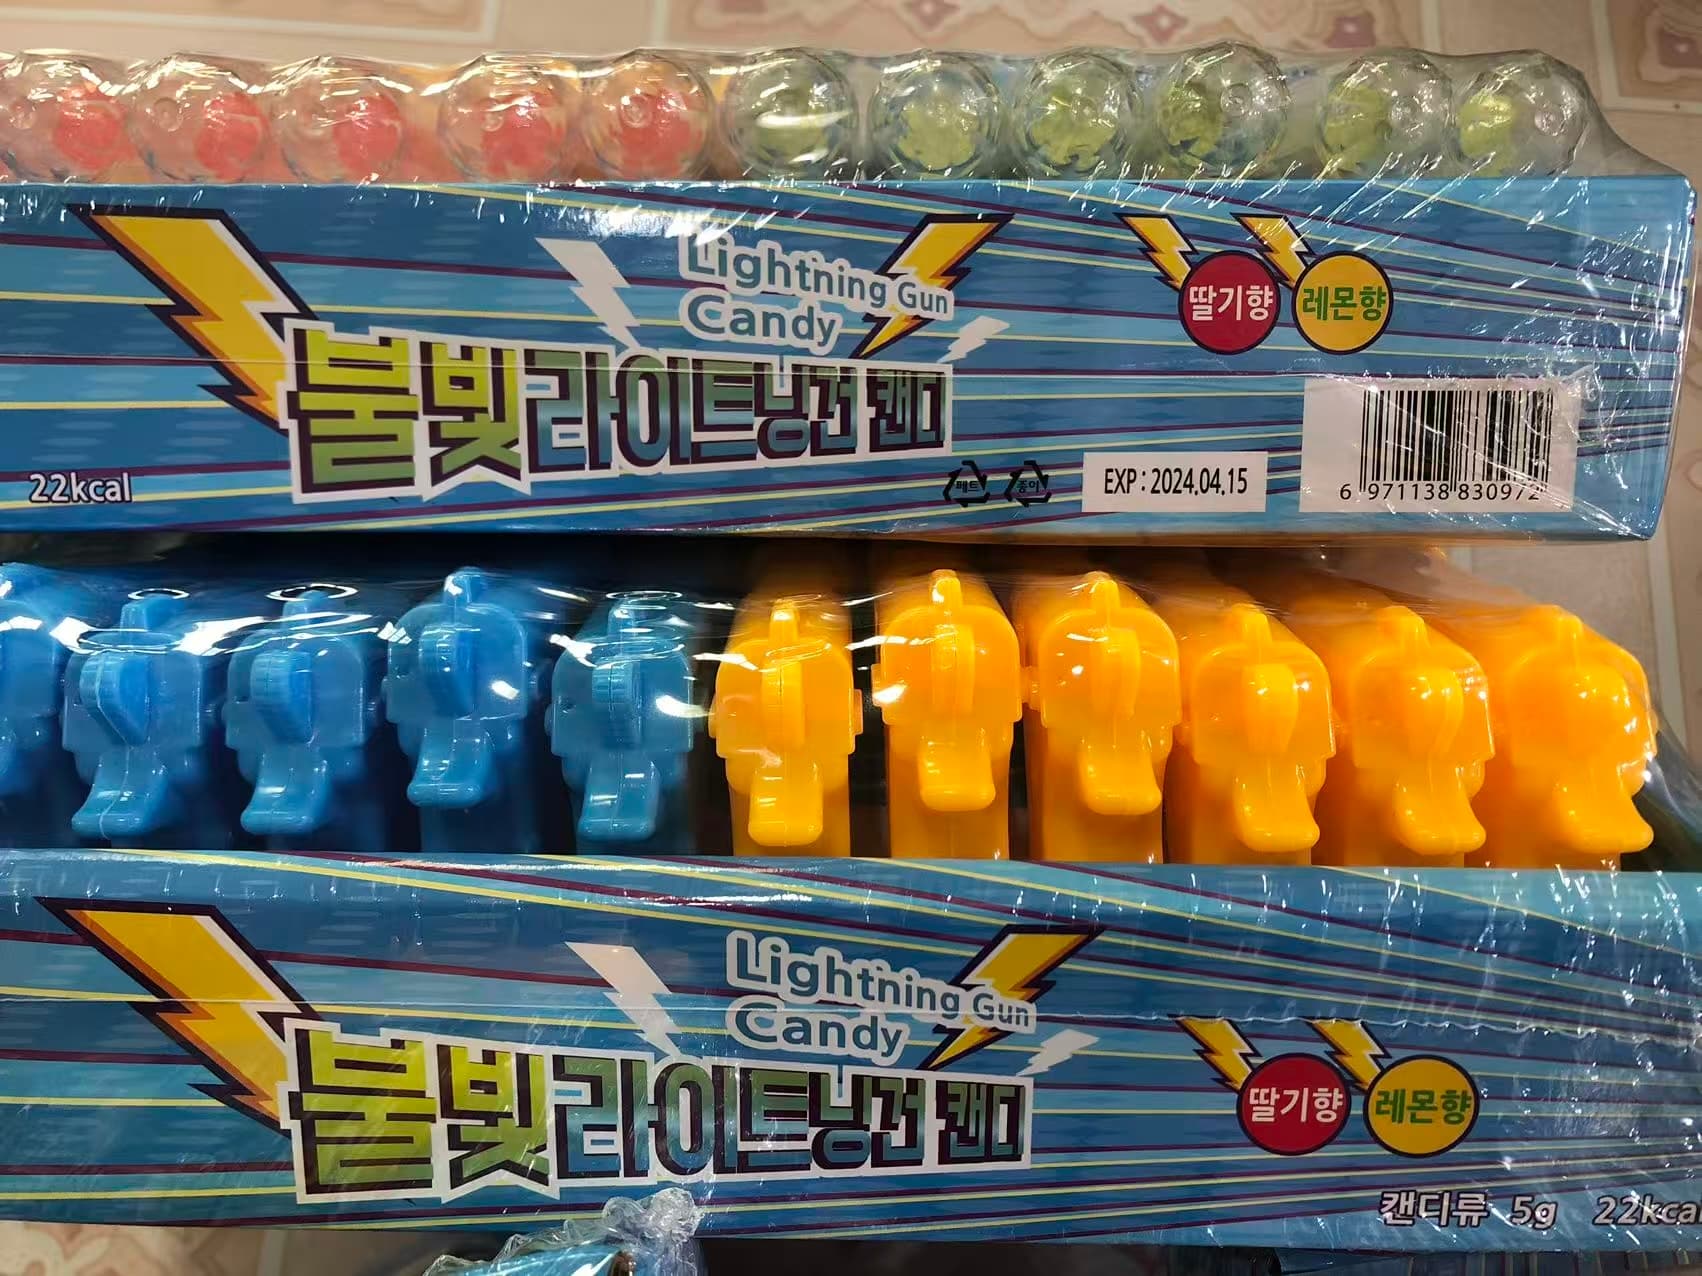 Lightning Gun
Candy
불빛라이트닝건 캔디
딸기향 레몬향
22kcal
페트 종이
EXP : 2024.04.15
6 971138 830972
Lightning Gun
Candy
불빛라이트닝건 캔디
딸기향 레몬향
캔디류 5g 22kcal